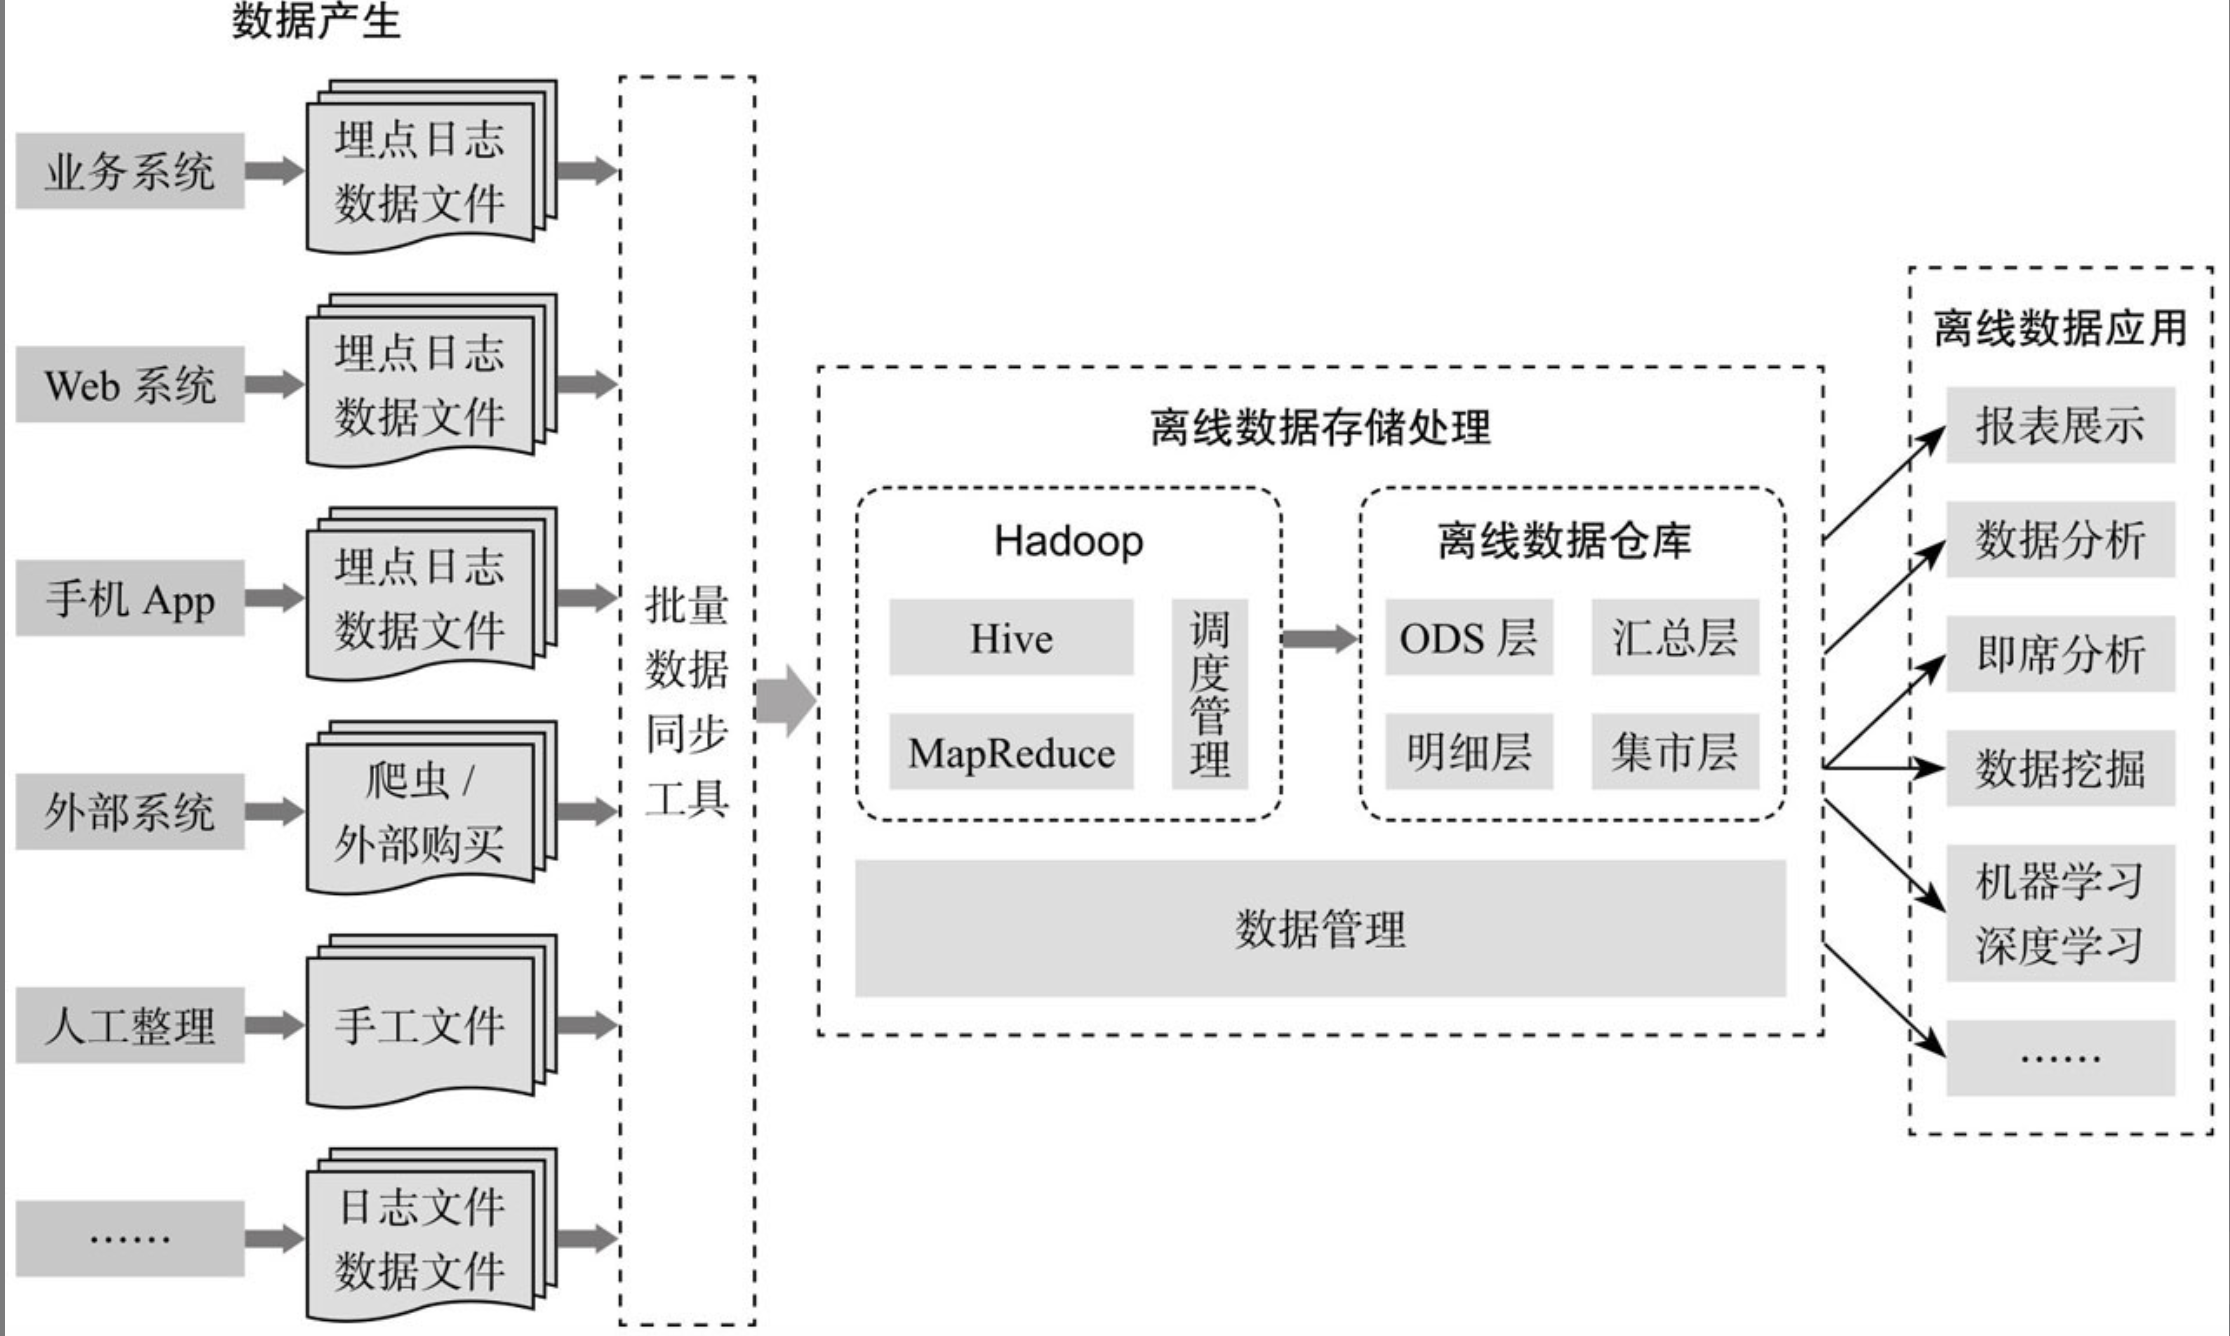 数据产生
业务系统
埋点日志
数据文件
Web 系统
埋点日志
数据文件
手机 App
埋点日志
数据文件
外部系统
爬虫 /
外部购买
人工整理
手工文件
……
日志文件
数据文件
批量
数据
同步
工具
离线数据存储处理
Hadoop
Hive
MapReduce
调
度
管
理
离线数据仓库
ODS 层
汇总层
明细层
集市层
数据管理
离线数据应用
报表展示
数据分析
即席分析
数据挖掘
机器学习
深度学习
……